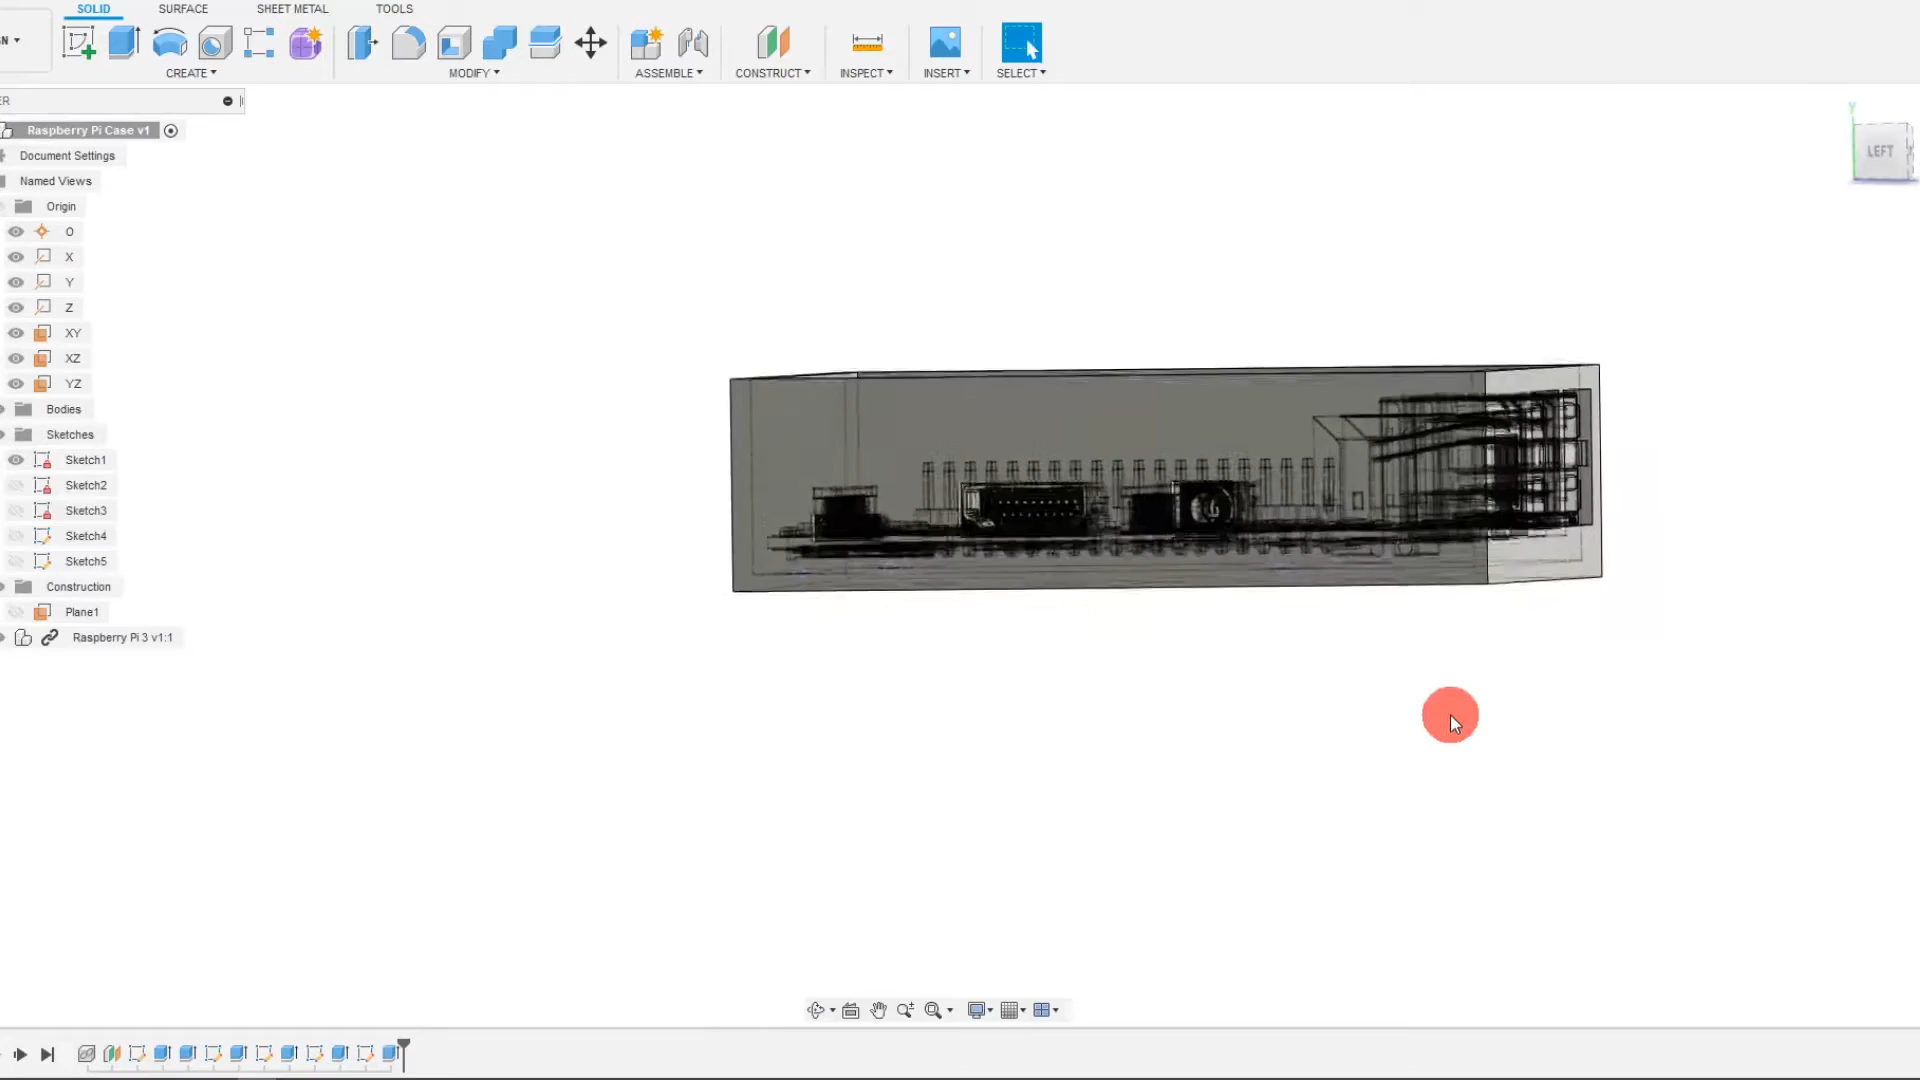 SOLID SURFACE SHEET METAL TOOLS
N
CREATE MODIFY ASSEMBLE CONSTRUCT INSPECT INSERT SELECT
ER
Raspberry Pi Case v1
Document Settings
Named Views
Origin
O
X
Y
Z
XY
XZ
YZ
Bodies
Sketches
Sketch1
Sketch2
Sketch3
Sketch4
Sketch5
Construction
Plane1
Raspberry Pi 3 v1:1
LEFT